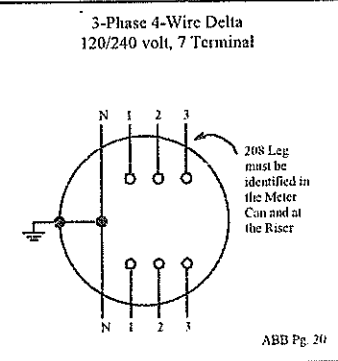 3-Phase 4-Wire Delta
120/240 volt, 7 Terminal
N 1 2 3
208 Leg
must be
identified in
the Meter
Can and at
the Riser
N 1 2 3
ABB Pg. 20